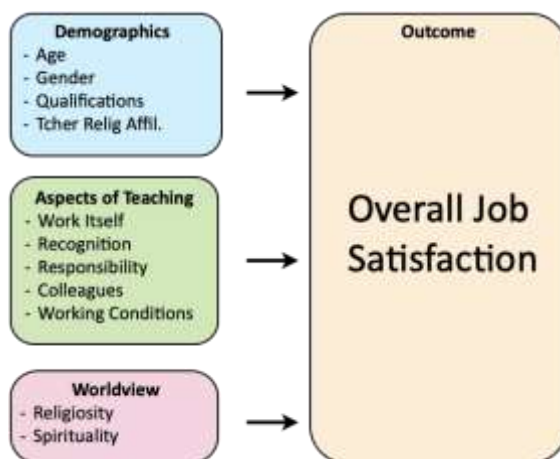 Demographics
- Age
- Gender
- Qualifications
- Tcher Relig Affil.
Aspects of Teaching
- Work Itself
- Recognition
- Responsibility
- Colleagues
- Working Conditions
Worldview
- Religiosity
- Spirituality
Outcome
Overall Job
Satisfaction